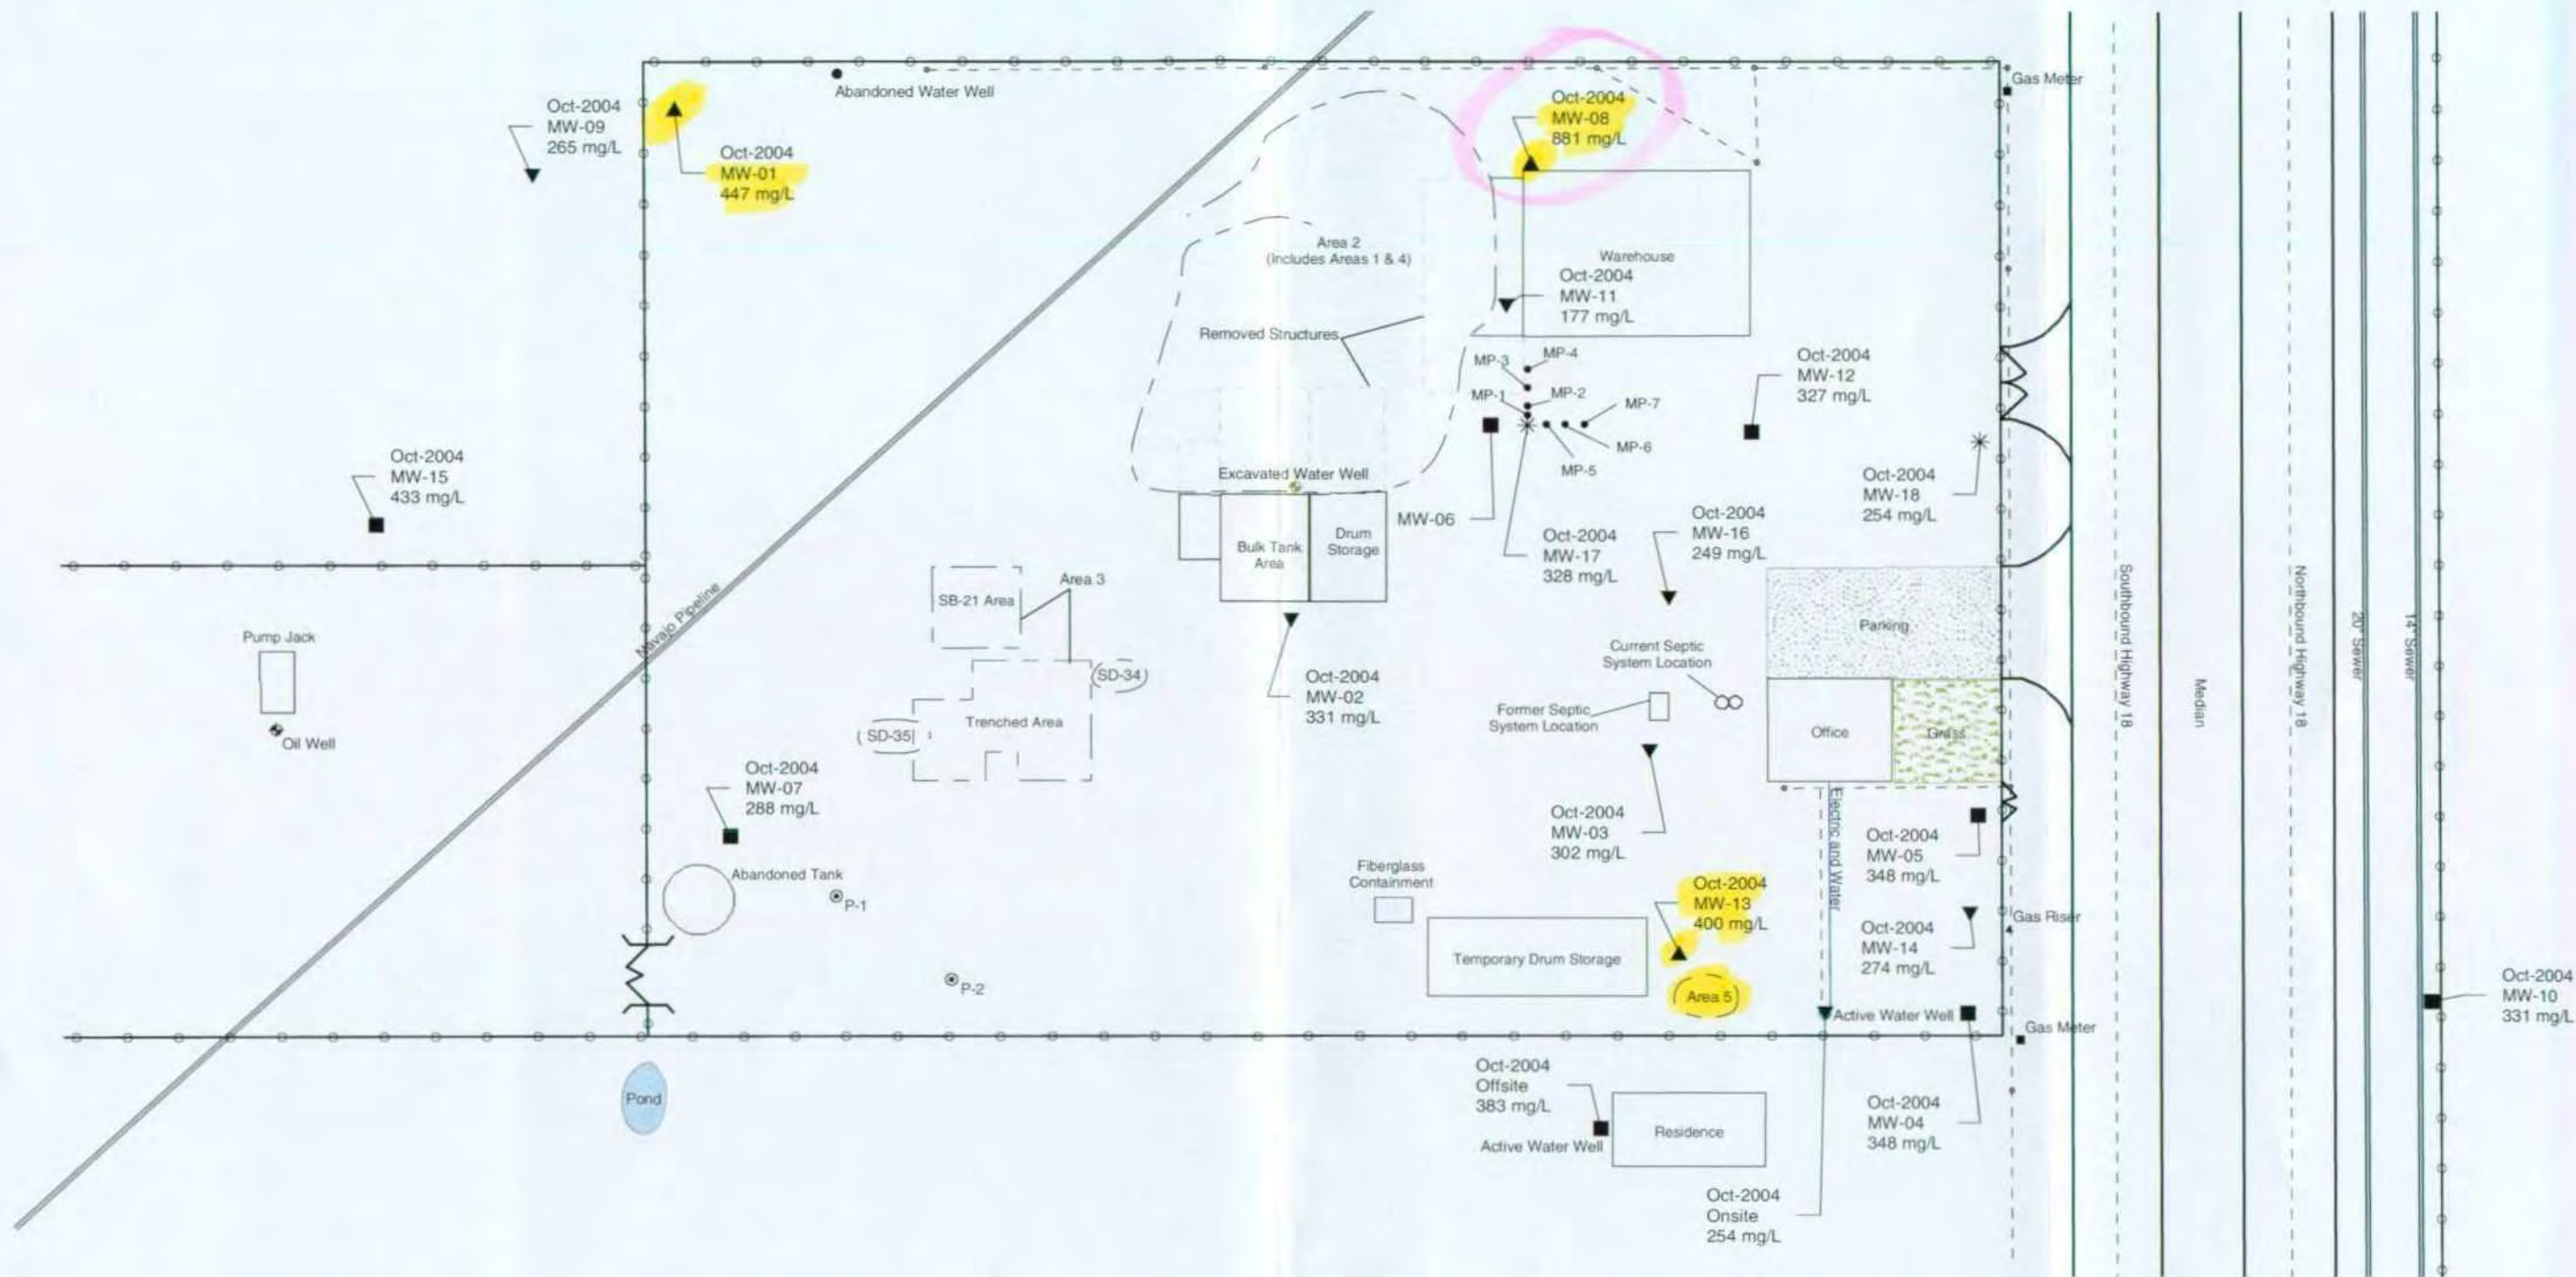 Gas Meter
Abandoned Water Well
Oct-2004
MW-09
265 mg/L
Oct-2004
MW-01
447 mg/L
Oct-2004
MW-08
881 mg/L
Area 2
(Includes Areas 1 & 4)
Warehouse
Oct-2004
MW-11
177 mg/L
Removed Structures
MP-3
MP-4
MP-1
MP-2
MP-7
MP-6
MP-5
Oct-2004
MW-12
327 mg/L
Oct-2004
MW-15
433 mg/L
Excavated Water Well
Oct-2004
MW-18
254 mg/L
MW-06
Oct-2004
MW-16
249 mg/L
Bulk Tank
Area
Drum
Storage
Oct-2004
MW-17
328 mg/L
Area 3
SB-21 Area
Navajo Pipeline
Parking
Pump Jack
Current Septic
System Location
SD-34
Oct-2004
MW-02
331 mg/L
Former Septic
System Location
Trenched Area
SD-35
Office
Grass
Oil Well
Southbound Highway 18
Median
Northbound Highway 18
20" Sewer
14" Sewer
Oct-2004
MW-07
288 mg/L
Electric and Water
Oct-2004
MW-03
302 mg/L
Oct-2004
MW-05
348 mg/L
Fiberglass
Containment
Abandoned Tank
P-1
Oct-2004
MW-13
400 mg/L
Gas Riser
Oct-2004
MW-14
274 mg/L
Temporary Drum Storage
P-2
Area 5
Active Water Well
Oct-2004
MW-10
331 mg/L
Gas Meter
Pond
Oct-2004
Offsite
383 mg/L
Active Water Well
Residence
Oct-2004
MW-04
348 mg/L
Oct-2004
Onsite
254 mg/L